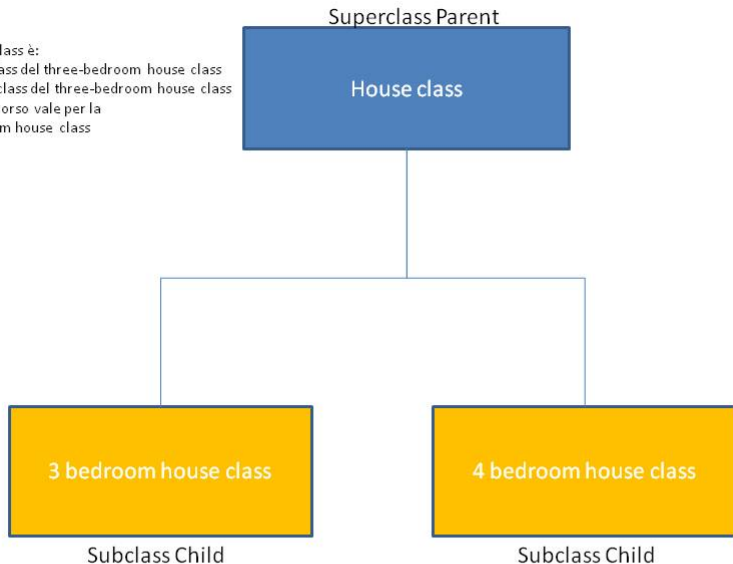 Superclass Parent
lass è:
ass del three-bedroom house class
class del three-bedroom house class
orso vale per la
m house class
House class
3 bedroom house class
4 bedroom house class
Subclass Child
Subclass Child